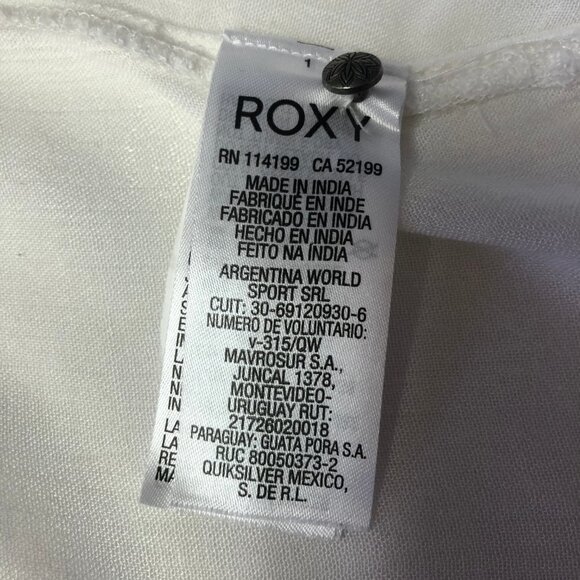 1
ROXY
RN 114199 CA 52199
MADE IN INDIA
FABRIQUÉ EN INDE
FABRICADO EN INDIA
HECHO EN INDIA
FEITO NA INDIA
ARGENTINA WORLD
SPORT SRL
CUIT: 30-69120930-6
NUMERO DE VOLUNTARIO:
v-315/QW
MAVROSUR S.A.,
JUNCAL 1378,
MONTEVIDEO-
URUGUAY RUT:
21726020018
PARAGUAY: GUATA PORA S.A.
RUC 80050373-2
QUIKSILVER MEXICO,
S. DE R.L.